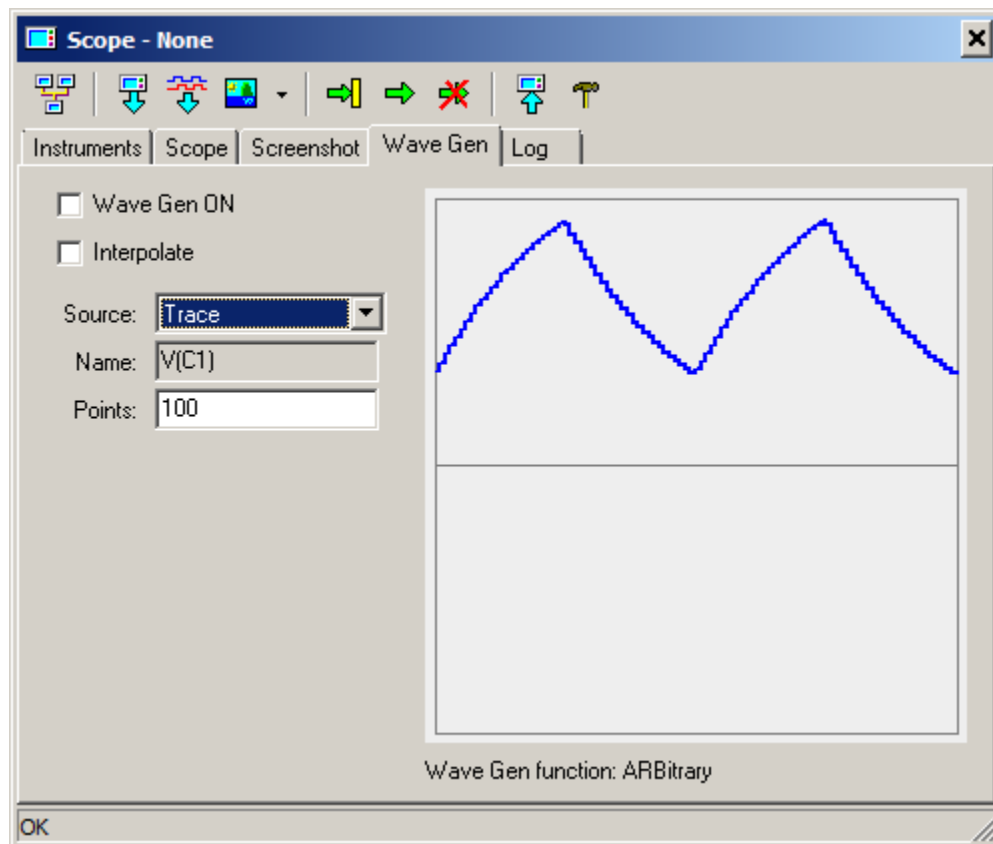 Scope - None
Instruments Scope Screenshot Wave Gen Log
Wave Gen ON
Interpolate
Source: Trace
Name: V(C1)
Points: 100
Wave Gen function: ARBitrary
OK